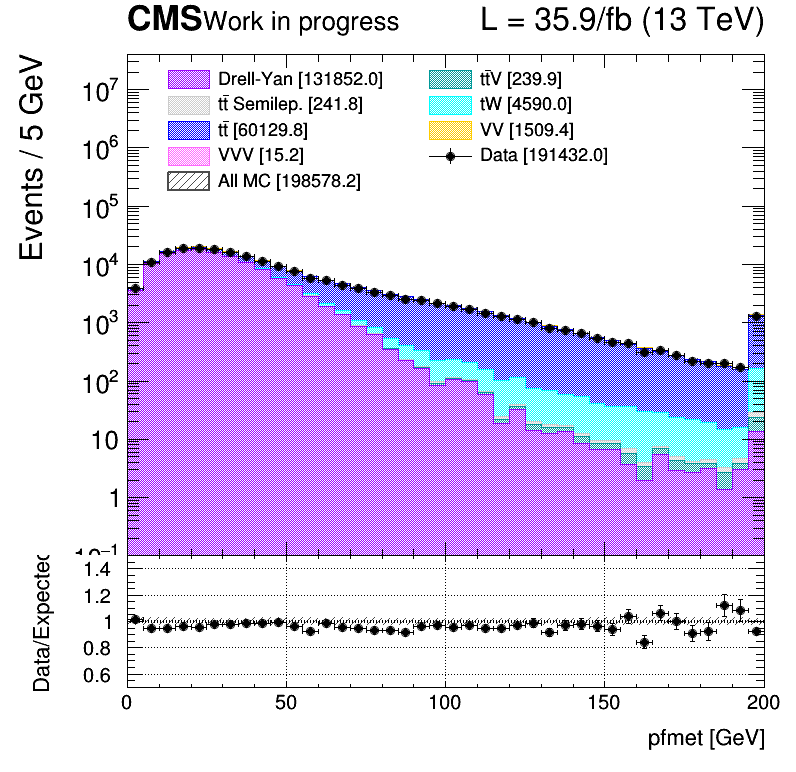 CMS Work in progress L = 35.9/fb (13 TeV)
Events / 5 GeV
Drell-Yan [131852.0]
tt̄ Semilep. [241.8]
tt̄ [60129.8]
VVV [15.2]
All MC [198578.2]
tt̄V [239.9]
tW [4590.0]
VV [1509.4]
Data [191432.0]
10⁷
10⁶
10⁵
10⁴
10³
10²
10
1
10⁻¹
Data/Expected
1.4
1.2
1
0.8
0.6
0 50 100 150 200
pfmet [GeV]